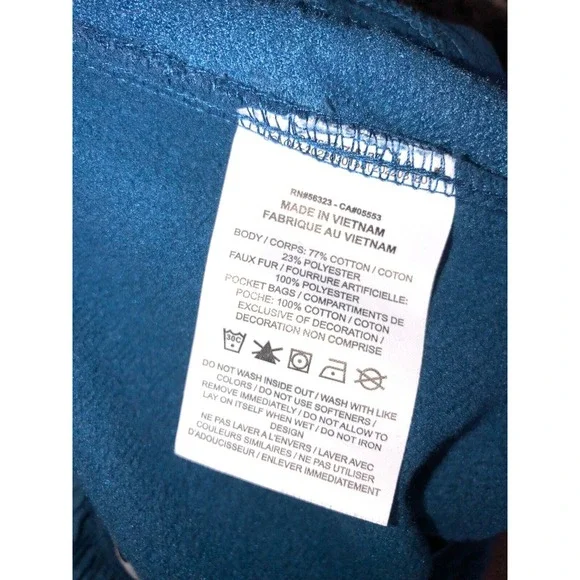 RN#56323 - CA#05553
MADE IN VIETNAM
FABRIQUE AU VIETNAM
BODY / CORPS: 77% COTTON / COTON
23% POLYESTER
FAUX FUR / FOURRURE ARTIFICIELLE:
100% POLYESTER
POCKET BAGS / COMPARTIMENTS DE
POCHE: 100% COTTON / COTON
EXCLUSIVE OF DECORATION /
DECORATION NON COMPRISE
30C
DO NOT WASH INSIDE OUT / WASH WITH LIKE
COLORS / DO NOT USE SOFTENERS /
REMOVE IMMEDIATELY / DO NOT ALLOW TO
LAY ON ITSELF WHEN WET / DO NOT IRON
DESIGN
NE PAS LAVER A L'ENVERS / LAVER AVEC
COULEURS SIMILAIRES / NE PAS UTILISER
D'ADOUCISSEUR / ENLEVER IMMEDIATEMENT /